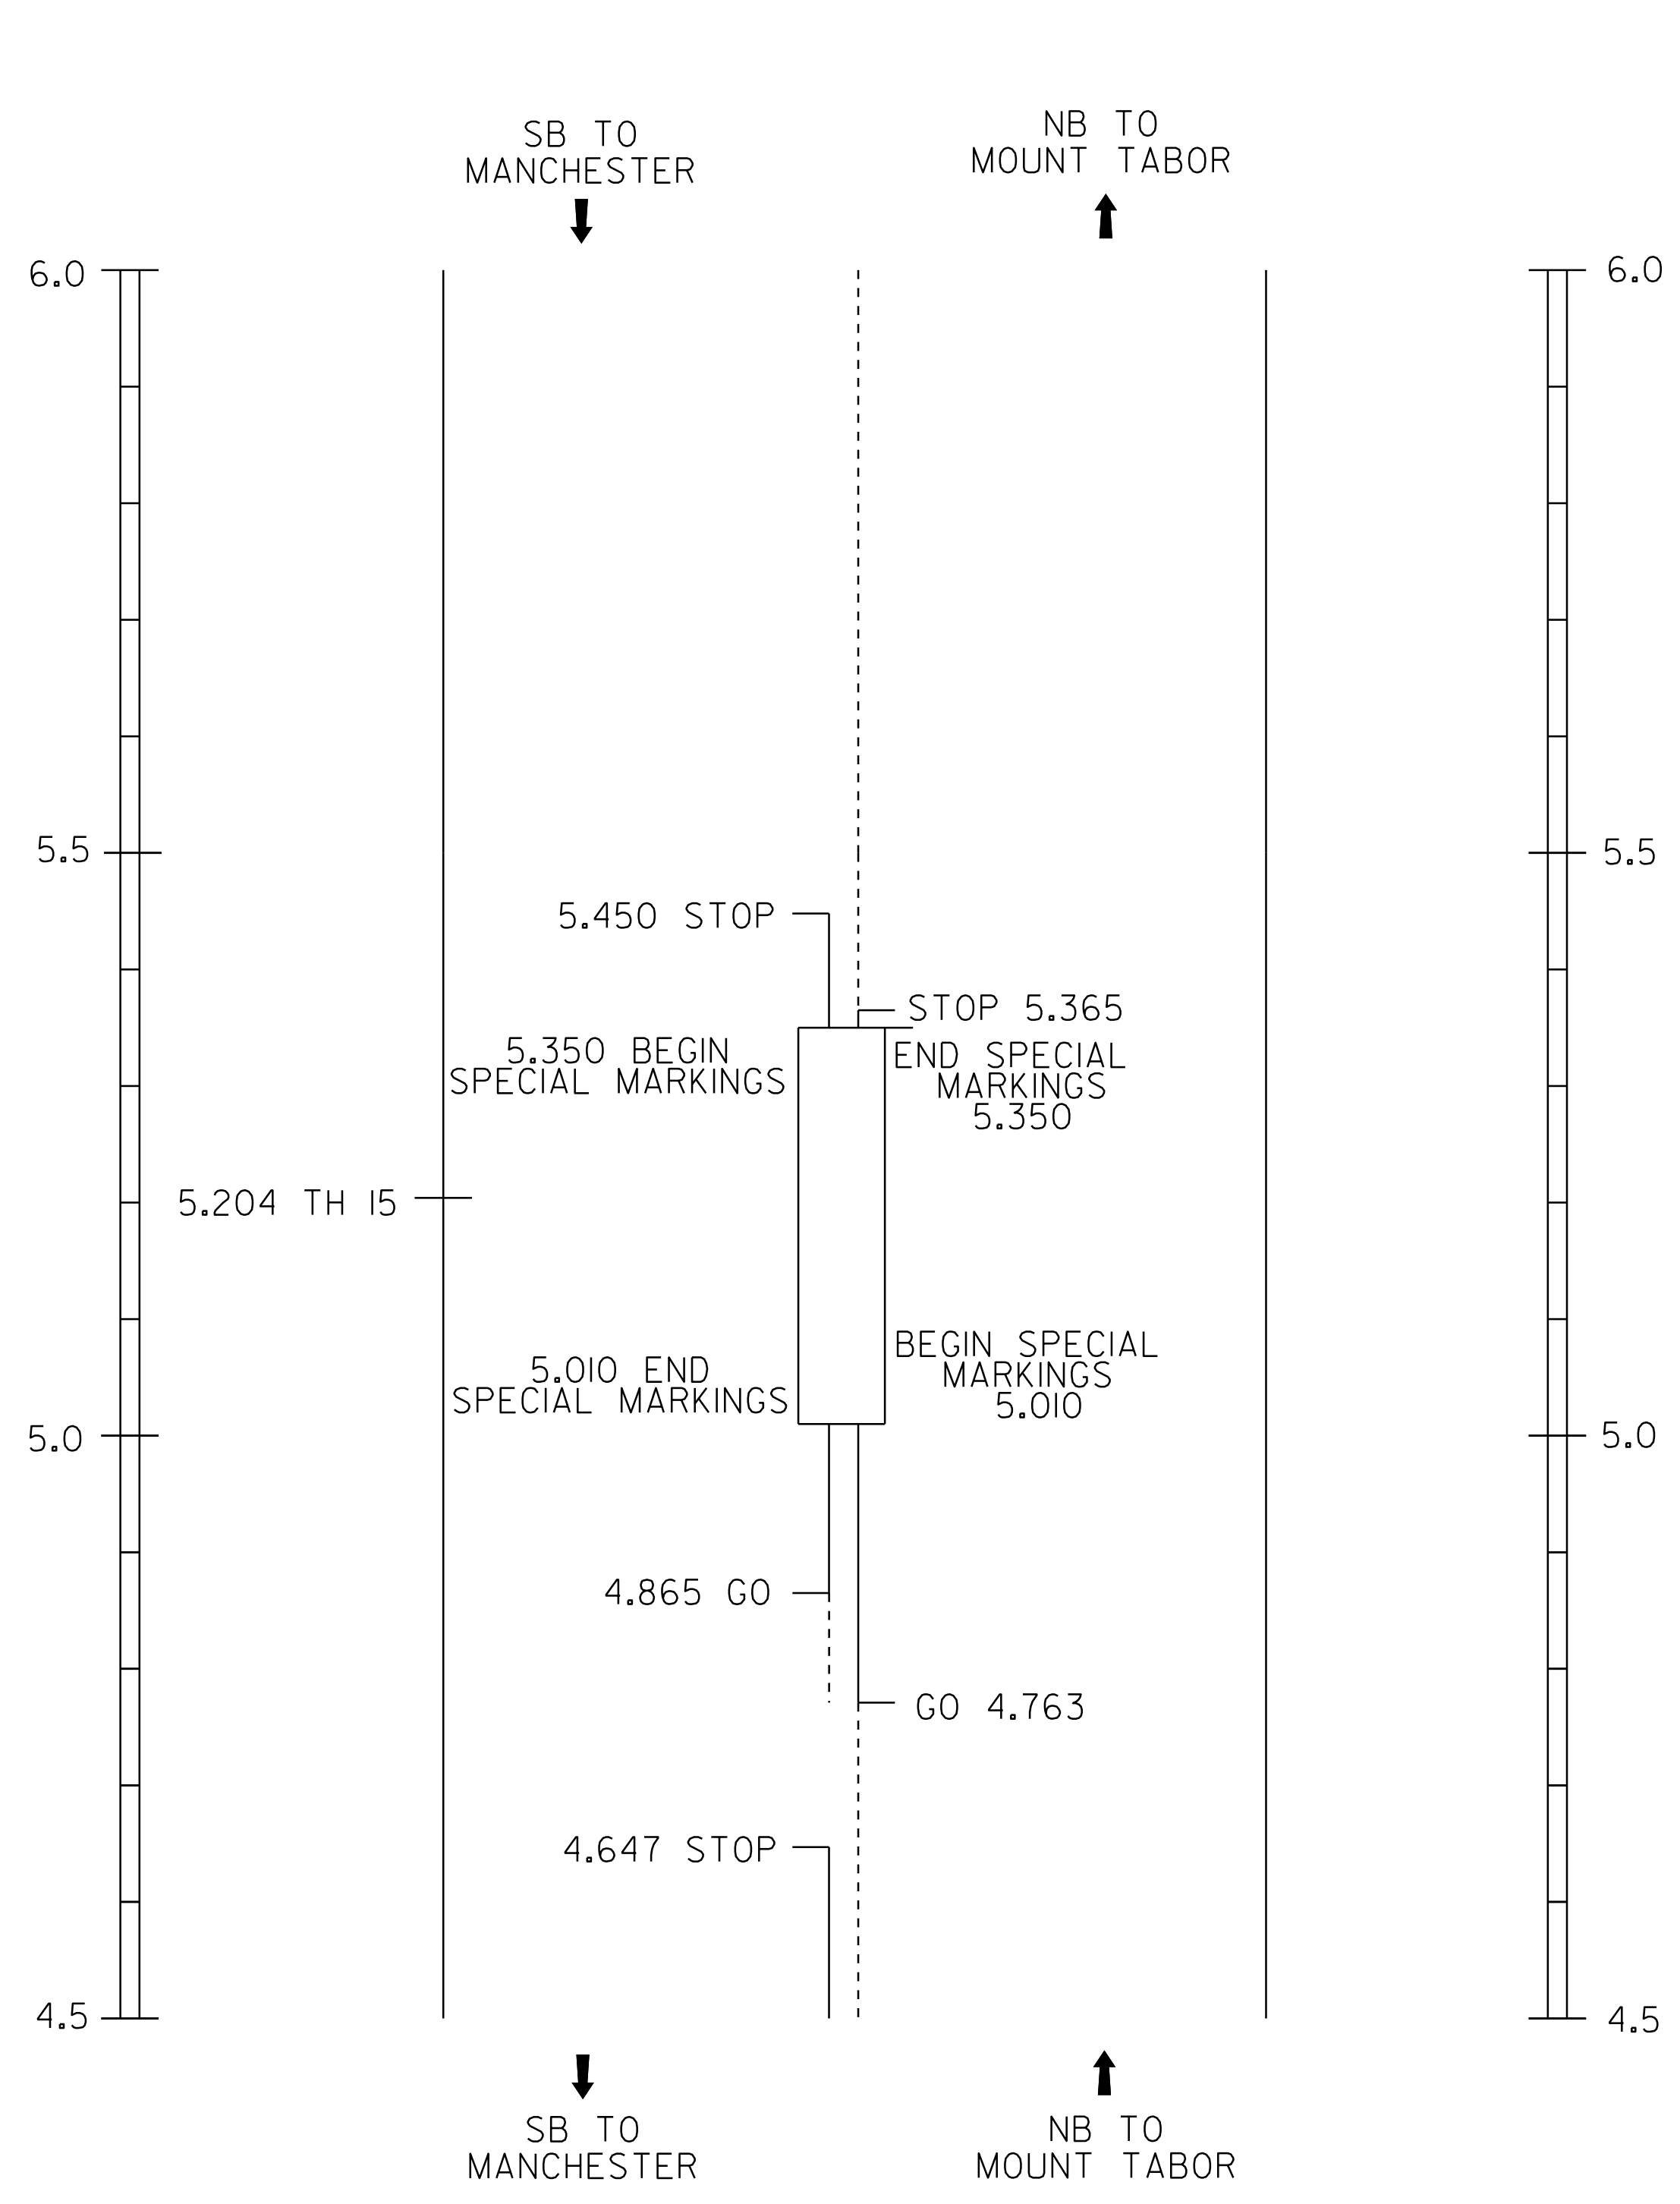 SB TO
MANCHESTER
NB TO
MOUNT TABOR
6.0
6.0
5.5
5.5
5.450 STOP
STOP 5.365
5.350 BEGIN
SPECIAL MARKINGS
END SPECIAL
MARKINGS
5.350
5.204 TH 15
BEGIN SPECIAL
MARKINGS
5.010
5.010 END
SPECIAL MARKINGS
5.0
5.0
4.865 GO
GO 4.763
4.647 STOP
4.5
4.5
SB TO
MANCHESTER
NB TO
MOUNT TABOR